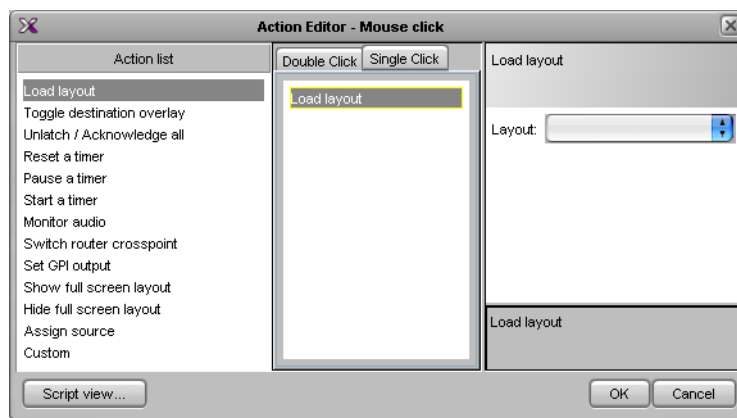 Action Editor - Mouse click
Action list
Load layout
Toggle destination overlay
Unlatch / Acknowledge all
Reset a timer
Pause a timer
Start a timer
Monitor audio
Switch router crosspoint
Set GPI output
Show full screen layout
Hide full screen layout
Assign source
Custom
Double Click
Single Click
Load layout
Load layout
Layout:
Load layout
Script view...
OK
Cancel